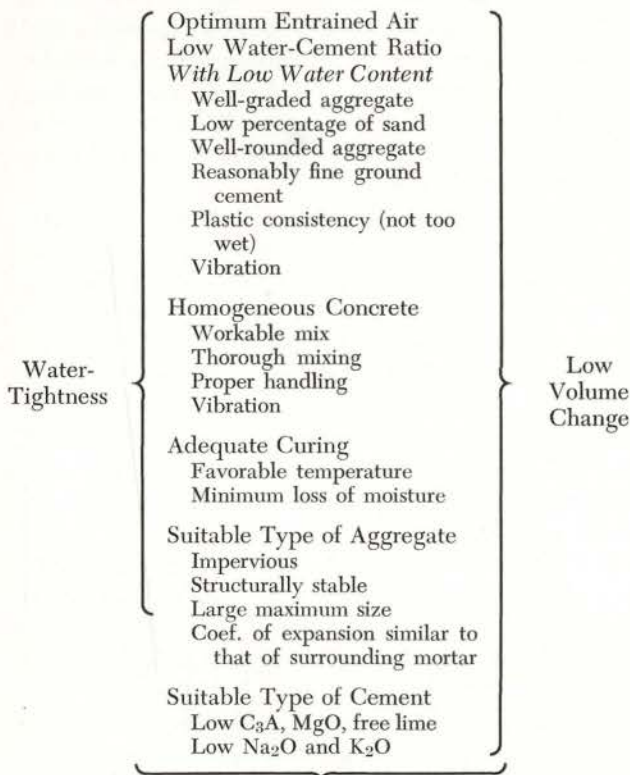 Optimum Entrained Air
Low Water-Cement Ratio
With Low Water Content
Well-graded aggregate
Low percentage of sand
Well-rounded aggregate
Reasonably fine ground
cement
Plastic consistency (not too
wet)
Vibration
Homogeneous Concrete
Workable mix
Thorough mixing
Proper handling
Vibration
Water-
Tightness
Low
Volume
Change
Adequate Curing
Favorable temperature
Minimum loss of moisture
Suitable Type of Aggregate
Impervious
Structurally stable
Large maximum size
Coef. of expansion similar to
that of surrounding mortar
Suitable Type of Cement
Low C₃A, MgO, free lime
Low Na₂O and K₂O